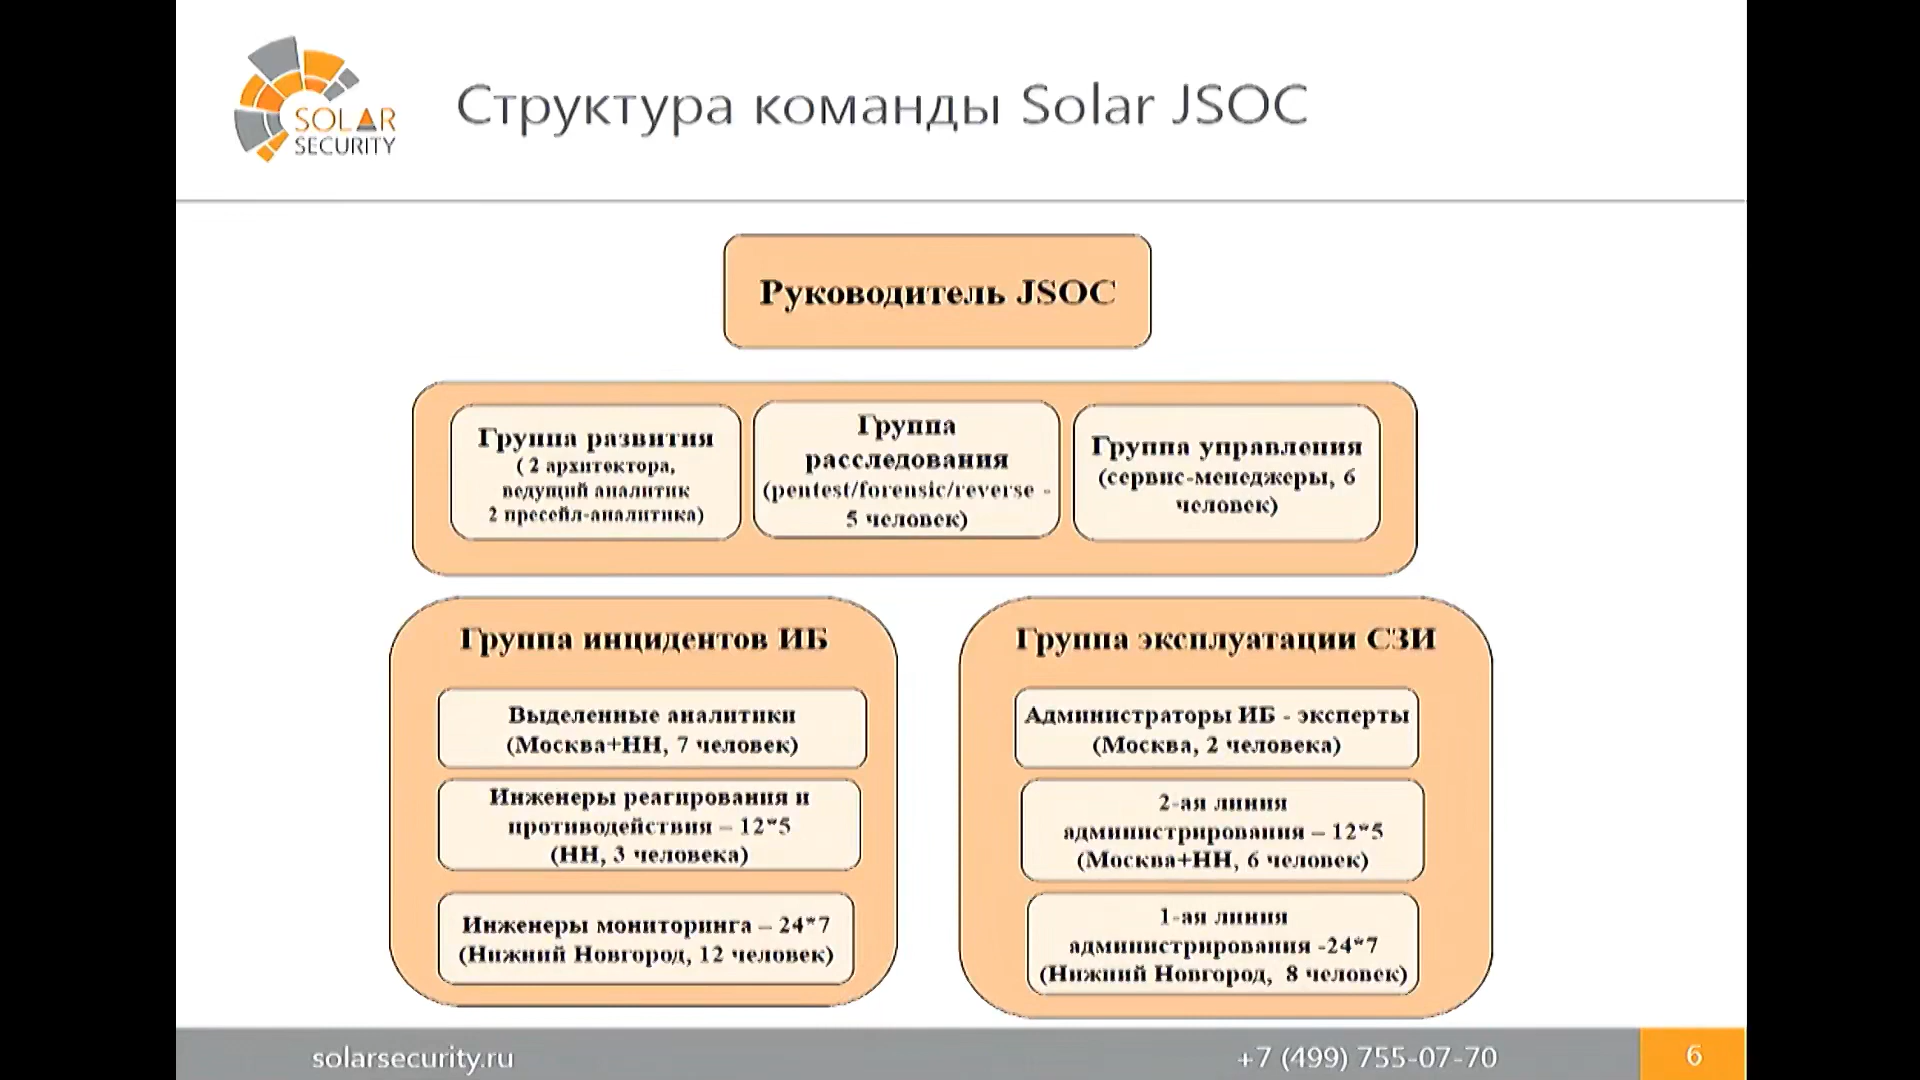 SOLAR
SECURITY
Структура команды Solar JSOC
Руководитель JSOC
Группа развития
( 2 архитектора,
ведущий аналитик
2 пресейл-аналитика)
Группа
расследования
(pentest/forensic/reverse -
5 человек)
Группа управления
(сервис-менеджеры, 6
человек)
Группа инцидентов ИБ
Выделенные аналитики
(Москва+НН, 7 человек)
Инженеры реагирования и
противодействия – 12*5
(НН, 3 человека)
Инженеры мониторинга – 24*7
(Нижний Новгород, 12 человек)
Группа эксплуатации СЗИ
Администраторы ИБ - эксперты
(Москва, 2 человека)
2-ая линия
администрирования – 12*5
(Москва+НН, 6 человек)
1-ая линия
администрирования -24*7
(Нижний Новгород, 8 человек)
solarsecurity.ru
+7 (499) 755-07-70
6